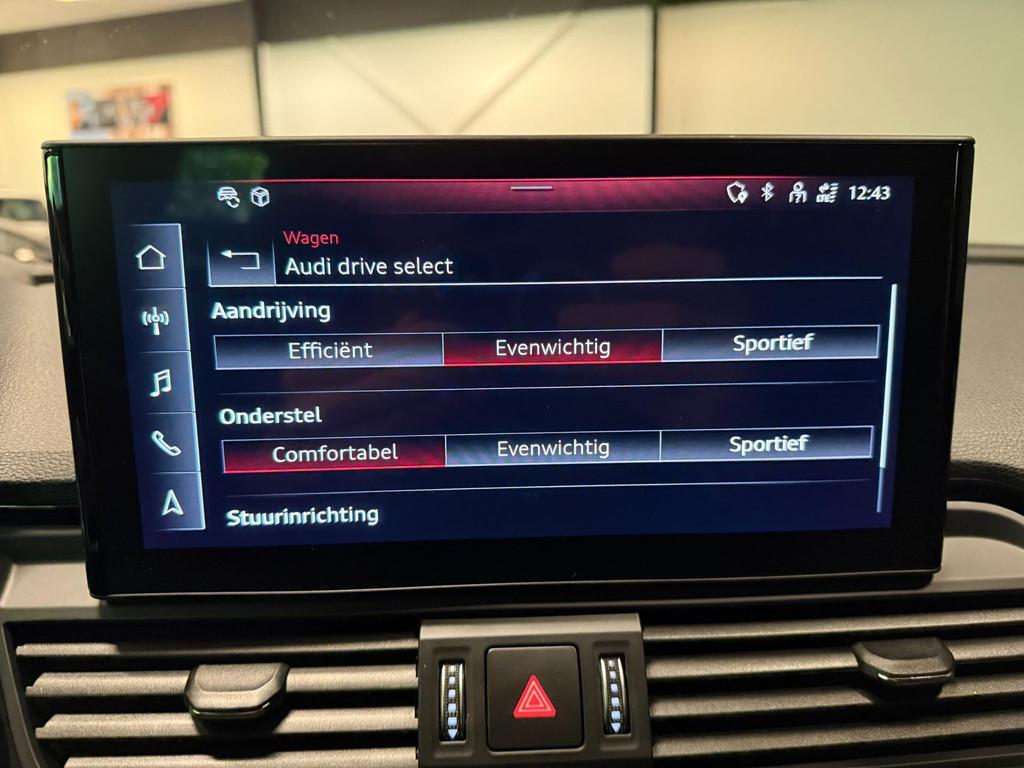 12:43
Wagen
Audi drive select
Aandrijving
Efficiënt Evenwichtig Sportief
Onderstel
Comfortabel Evenwichtig Sportief
Stuurinrichting